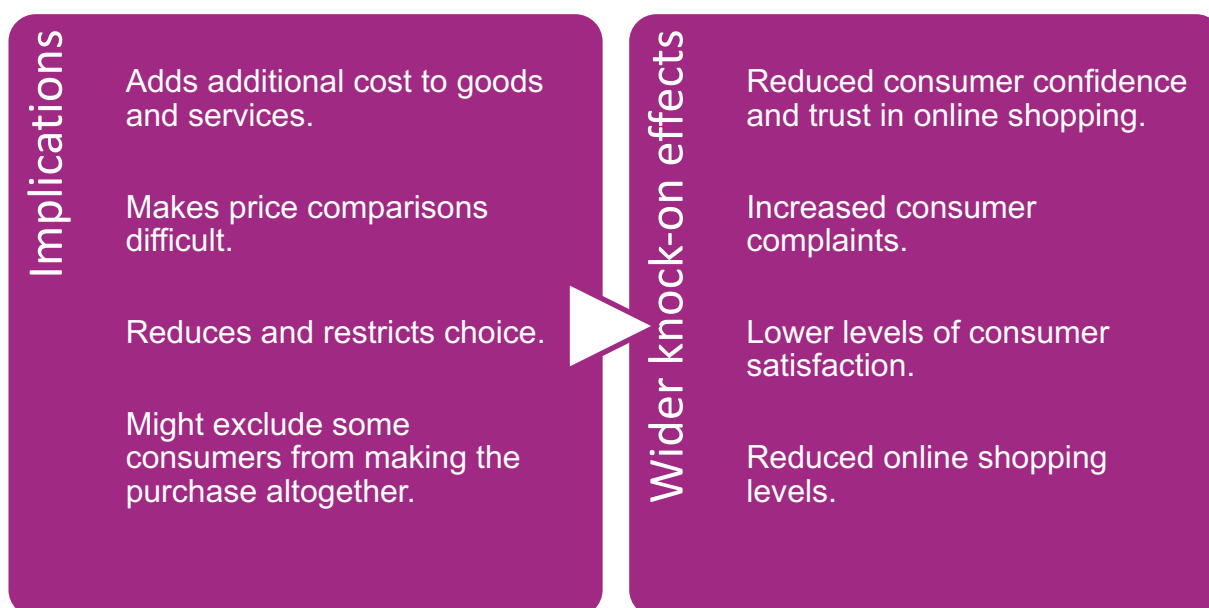 Implications
Adds additional cost to goods
and services.
Makes price comparisons
difficult.
Reduces and restricts choice.
Might exclude some
consumers from making the
purchase altogether.
Wider knock-on effects
Reduced consumer confidence
and trust in online shopping.
Increased consumer
complaints.
Lower levels of consumer
satisfaction.
Reduced online shopping
levels.